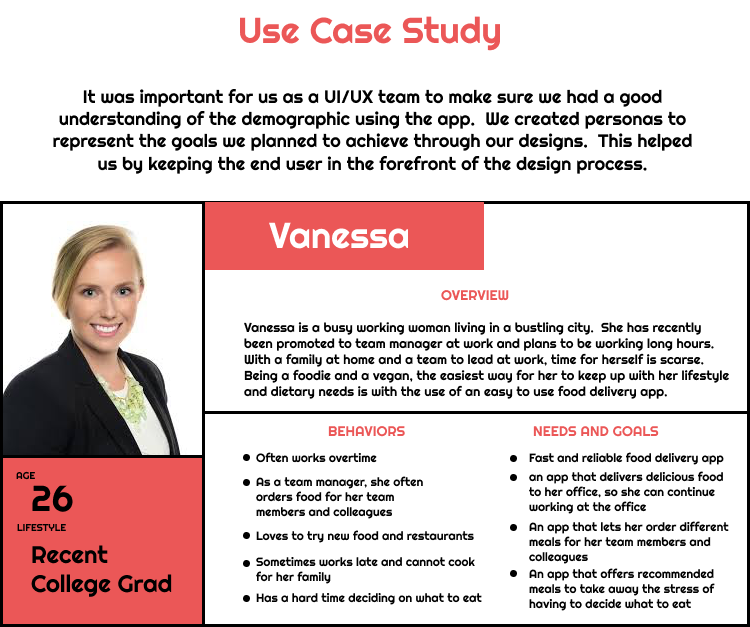 Use Case Study
It was important for us as a UI/UX team to make sure we had a good
understanding of the demographic using the app. We created personas to
represent the goals we planned to achieve through our designs. This helped
us by keeping the end user in the forefront of the design process.
Vanessa
OVERVIEW
Vanessa is a busy working woman living in a bustling city. She has recently
been promoted to team manager at work and plans to be working long hours.
With a family at home and a team to lead at work, time for herself is scarse.
Being a foodie and a vegan, the easiest way for her to keep up with her lifestyle
and dietary needs is with the use of an easy to use food delivery app.
AGE
26
LIFESTYLE
Recent
College Grad
BEHAVIORS
Often works overtime
As a team manager, she often
orders food for her team
members and colleagues
Loves to try new food and restaurants
Sometimes works late and cannot cook
for her family
Has a hard time deciding on what to eat
NEEDS AND GOALS
Fast and reliable food delivery app
an app that delivers delicious food
to her office, so she can continue
working at the office
An app that lets her order different
meals for her team members and
colleagues
An app that offers recommended
meals to take away the stress of
having to decide what to eat